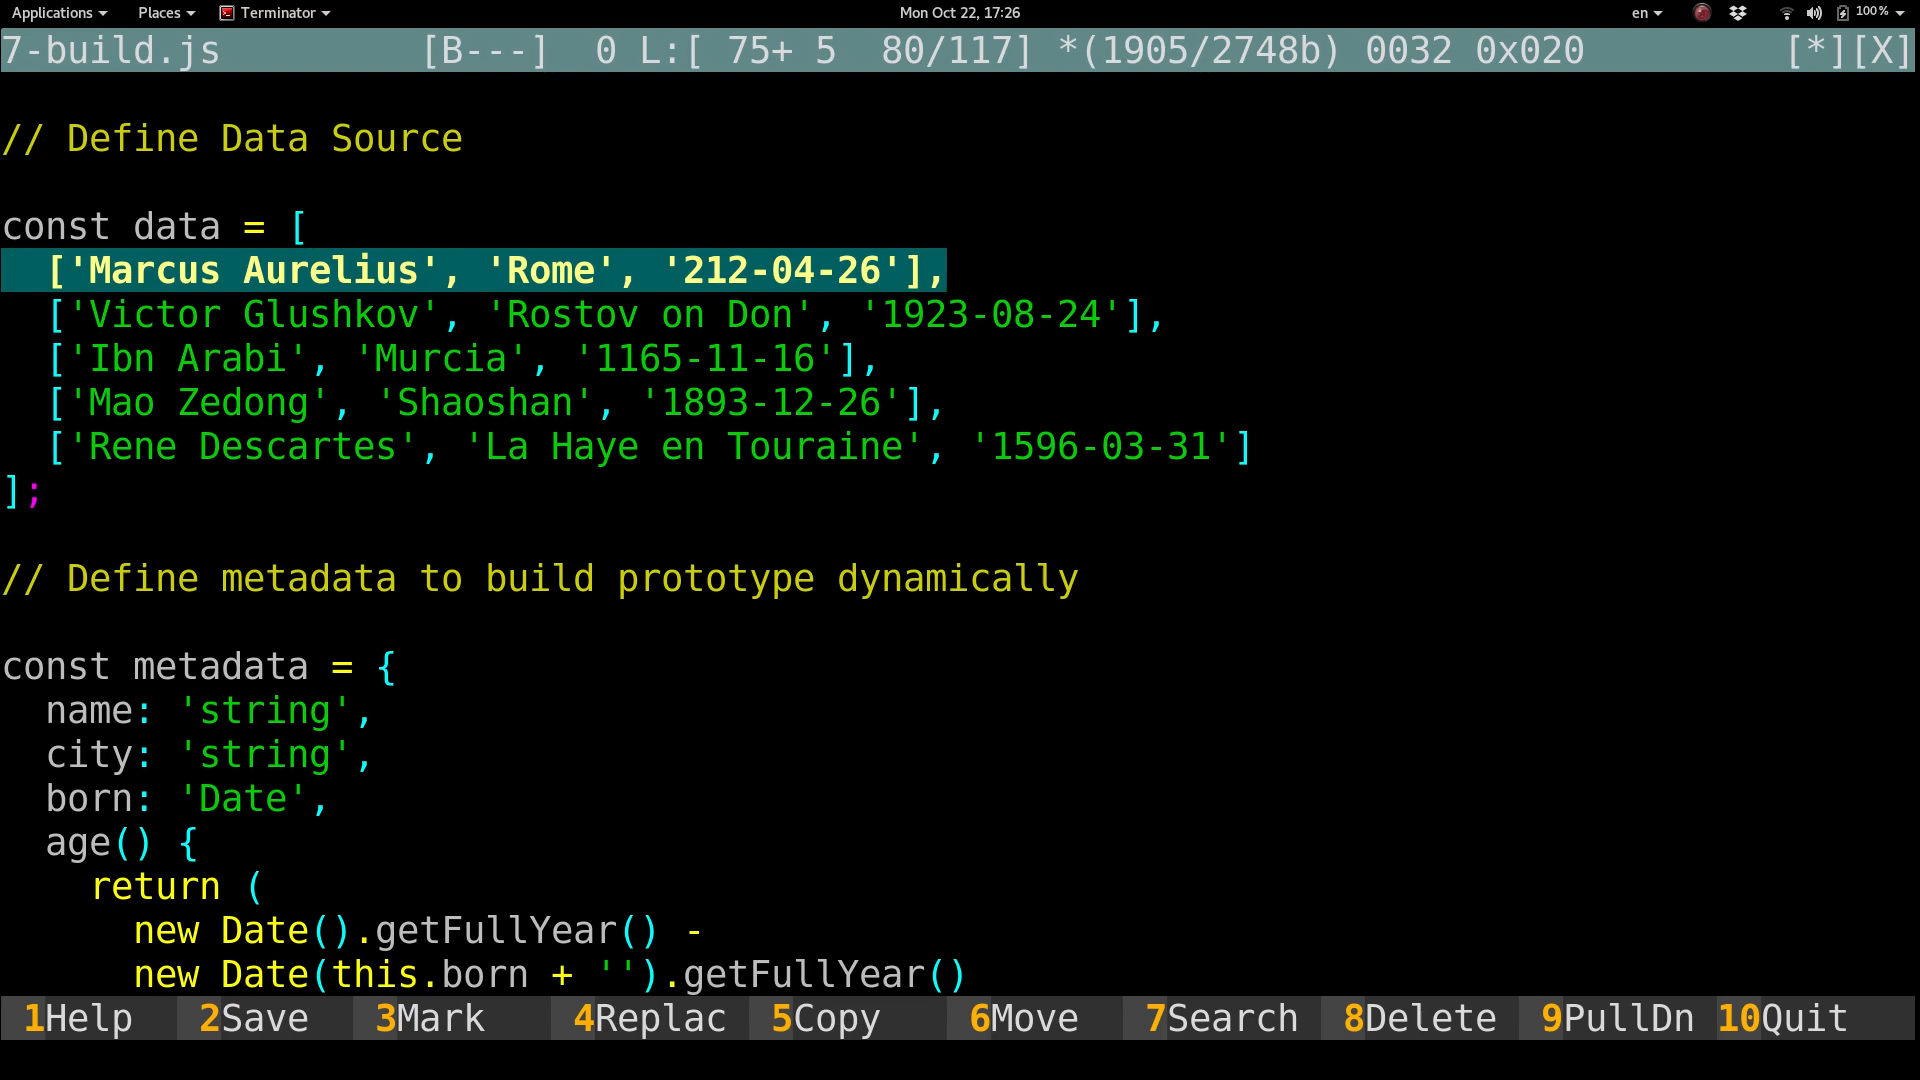 Applications Places Terminator Mon Oct 22, 17:26 en 100%
7-build.js [B---] 0 L:[ 75+ 5 80/117] *(1905/2748b) 0032 0x020 [*][X]
// Define Data Source
const data = [
['Marcus Aurelius', 'Rome', '212-04-26'],
['Victor Glushkov', 'Rostov on Don', '1923-08-24'],
['Ibn Arabi', 'Murcia', '1165-11-16'],
['Mao Zedong', 'Shaoshan', '1893-12-26'],
['Rene Descartes', 'La Haye en Touraine', '1596-03-31']
];
// Define metadata to build prototype dynamically
const metadata = {
name: 'string',
city: 'string',
born: 'Date',
age() {
return (
new Date().getFullYear() -
new Date(this.born + '').getFullYear()
1Help 2Save 3Mark 4Replac 5Copy 6Move 7Search 8Delete 9PullDn 10Quit